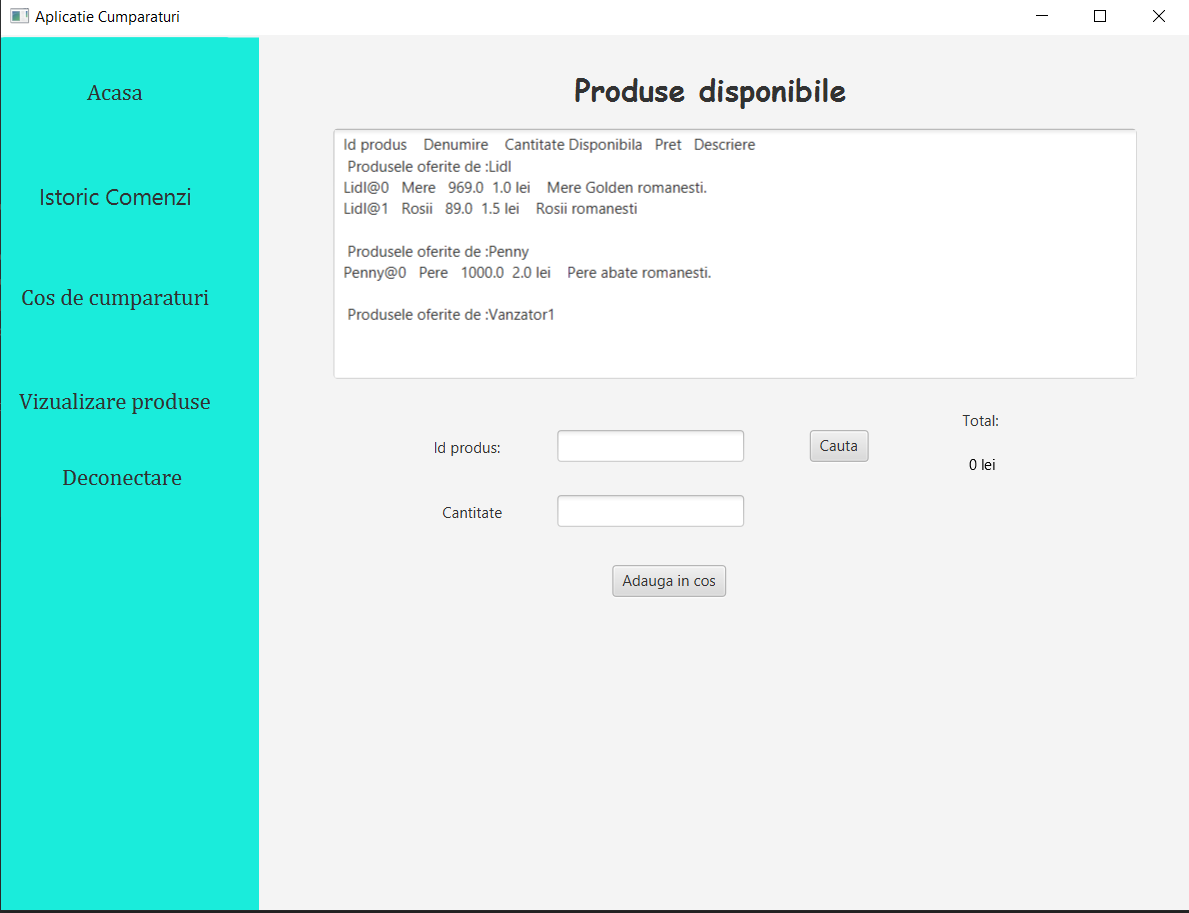 Aplicatie Cumparaturi
Acasa
Istoric Comenzi
Cos de cumparaturi
Vizualizare produse
Deconectare
Produse disponibile
Id produs Denumire Cantitate Disponibila Pret Descriere
Produsele oferite de :Lidl
Lidl@0 Mere 969.0 1.0 lei Mere Golden romanesti.
Lidl@1 Rosii 89.0 1.5 lei Rosii romanesti
Produsele oferite de :Penny
Penny@0 Pere 1000.0 2.0 lei Pere abate romanesti.
Produsele oferite de :Vanzator1
Id produs:
Cauta
Total:
0 lei
Cantitate
Adauga in cos